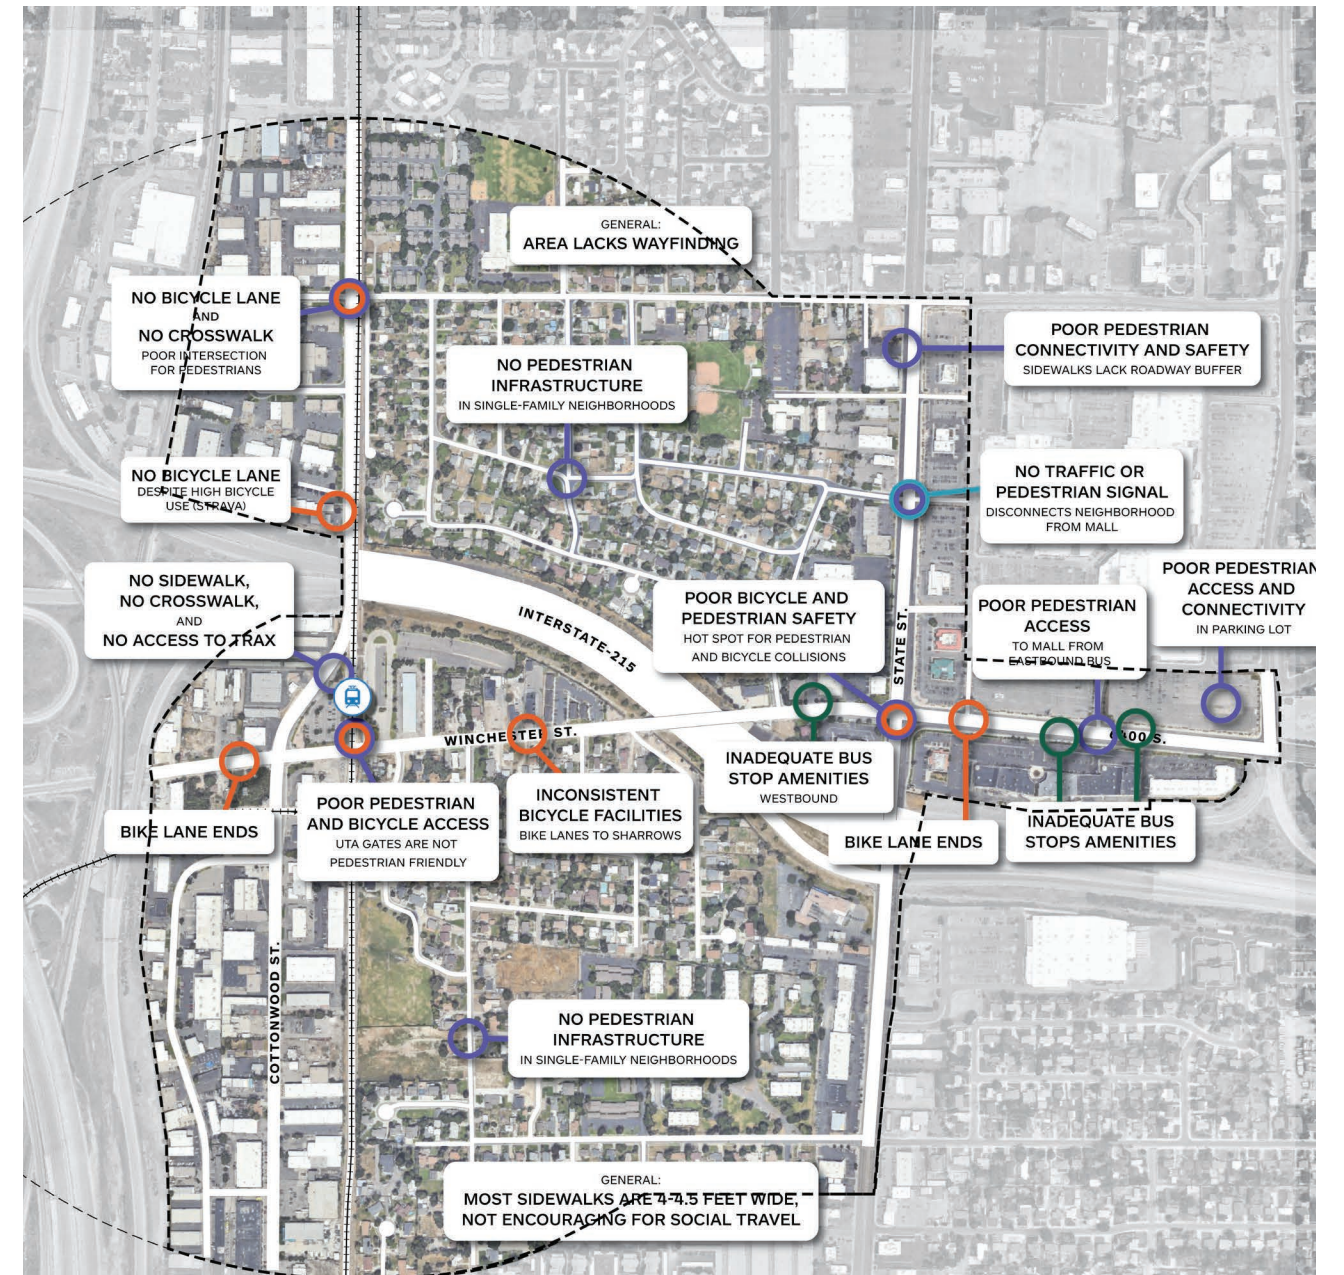 GENERAL:
AREA LACKS WAYFINDING
NO BICYCLE LANE
AND
NO CROSSWALK
POOR INTERSECTION
FOR PEDESTRIANS
POOR PEDESTRIAN
CONNECTIVITY AND SAFETY
SIDEWALKS LACK ROADWAY BUFFER
NO PEDESTRIAN
INFRASTRUCTURE
IN SINGLE-FAMILY NEIGHBORHOODS
NO BICYCLE LANE
DESPITE HIGH BICYCLE
USE (STRAVA)
NO TRAFFIC OR
PEDESTRIAN SIGNAL
DISCONNECTS NEIGHBORHOOD
FROM MALL
NO SIDEWALK,
NO CROSSWALK,
AND
NO ACCESS TO TRAX
INTERSTATE-215
POOR BICYCLE AND
PEDESTRIAN SAFETY
HOT SPOT FOR PEDESTRIAN
AND BICYCLE COLLISIONS
STATE ST.
POOR PEDESTRIAN
ACCESS
TO MALL FROM
EASTBOUND BUS
POOR PEDESTRIAN
ACCESS AND
CONNECTIVITY
IN PARKING LOT
WINCHESTER ST.
6400 S.
BIKE LANE ENDS
POOR PEDESTRIAN
AND BICYCLE ACCESS
UTA GATES ARE NOT
PEDESTRIAN FRIENDLY
INCONSISTENT
BICYCLE FACILITIES
BIKE LANES TO SHARROWS
INADEQUATE BUS
STOP AMENITIES
WESTBOUND
BIKE LANE ENDS
INADEQUATE BUS
STOPS AMENITIES
COTTONWOOD ST.
NO PEDESTRIAN
INFRASTRUCTURE
IN SINGLE-FAMILY NEIGHBORHOODS
GENERAL:
MOST SIDEWALKS ARE 4-4.5 FEET WIDE,
NOT ENCOURAGING FOR SOCIAL TRAVEL